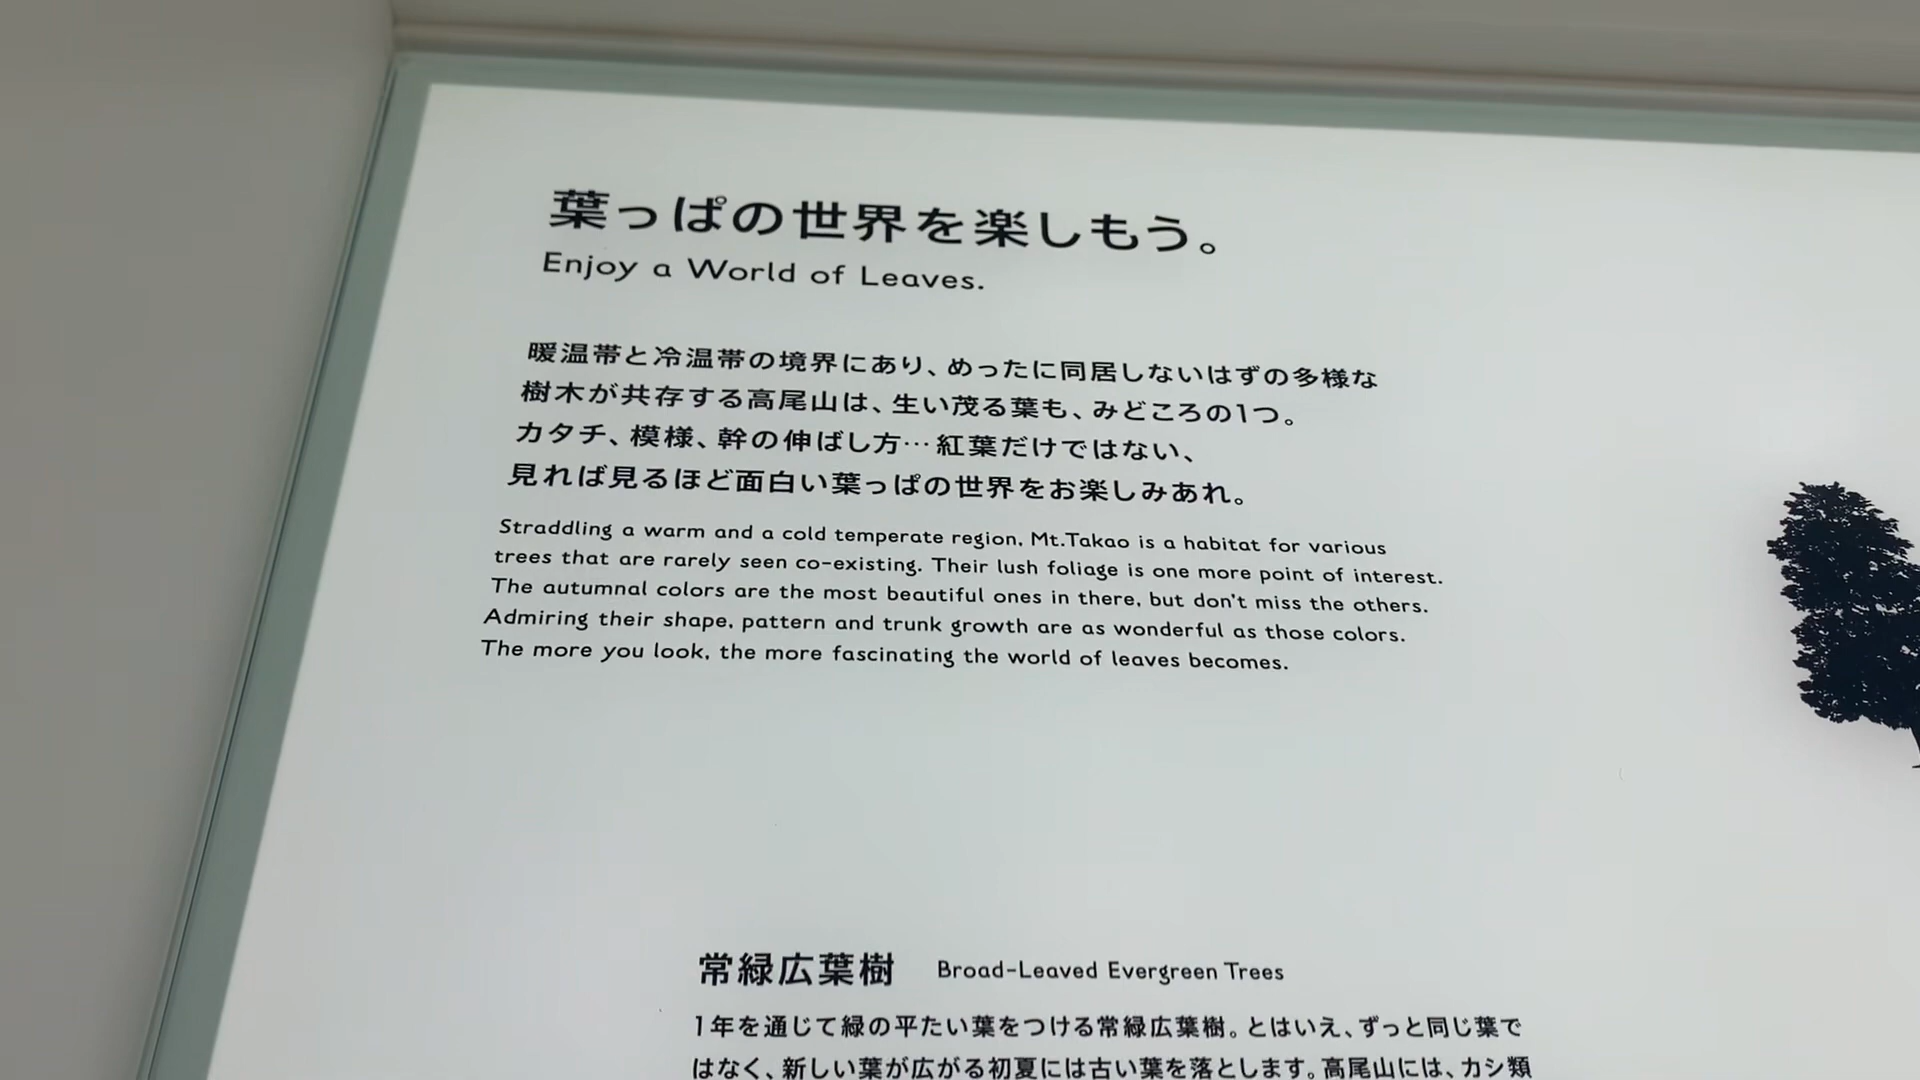 葉っぱの世界を楽しもう。
Enjoy a World of Leaves.
暖温帯と冷温帯の境界にあり、めったに同居しないはずの多様な
樹木が共存する高尾山は、生い茂る葉も、みどころの1つ。
カタチ、模様、幹の伸ばし方…紅葉だけではない、
見れば見るほど面白い葉っぱの世界をお楽しみあれ。
Straddling a warm and a cold temperate region, Mt.Takao is a habitat for various
trees that are rarely seen co-existing. Their lush foliage is one more point of interest.
The autumnal colors are the most beautiful ones in there, but don't miss the others.
Admiring their shape, pattern and trunk growth are as wonderful as those colors.
The more you look, the more fascinating the world of leaves becomes.
常緑広葉樹 Broad-Leaved Evergreen Trees
1年を通じて緑の平たい葉をつける常緑広葉樹。とはいえ、ずっと同じ葉で
はなく、新しい葉が広がる初夏には古い葉を落とします。高尾山には、カシ類